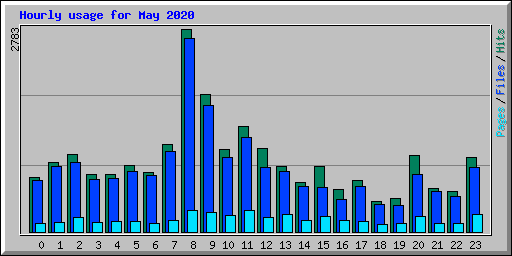 Hourly usage for May 2020
2783
Pages/Files/Hits
0 1 2 3 4 5 6 7 8 9 10 11 12 13 14 15 16 17 18 19 20 21 22 23